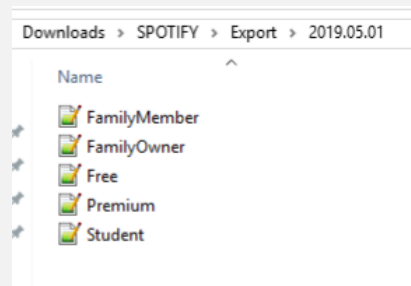 Downloads > SPOTIFY > Export > 2019.05.01
Name
FamilyMember
FamilyOwner
Free
Premium
Student